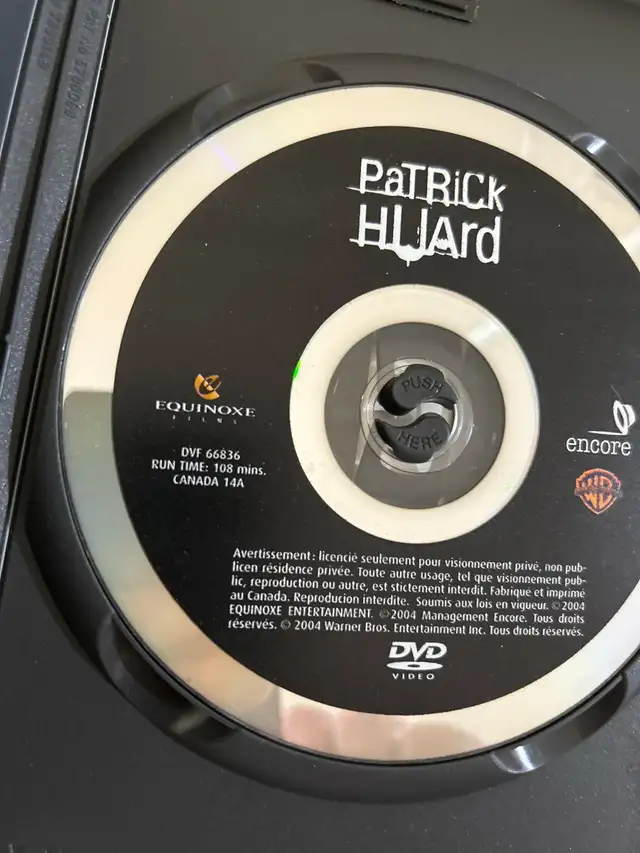 PaTRiCK
HUArd
PUSH
HERE
EQUINOXE
FILMS
DVF 66836
RUN TIME: 108 mins.
CANADA 14A
encore
WB
Avertissement : licencié seulement pour visionnement privé, non pub-
licen résidence privée. Toute autre usage, tel que visionnement pub-
lic, reproduction ou autre, est stictement interdit. Fabriqué et imprimé
au Canada. Reproducion interdite. Soumis aux lois en vigueur. ©2004
EQUINOXE ENTERTAINMENT. ©2004 Management Encore. Tous droits
réservés. © 2004 Warner Bros. Entertainment Inc. Tous droits réservés.
DVD
VIDEO